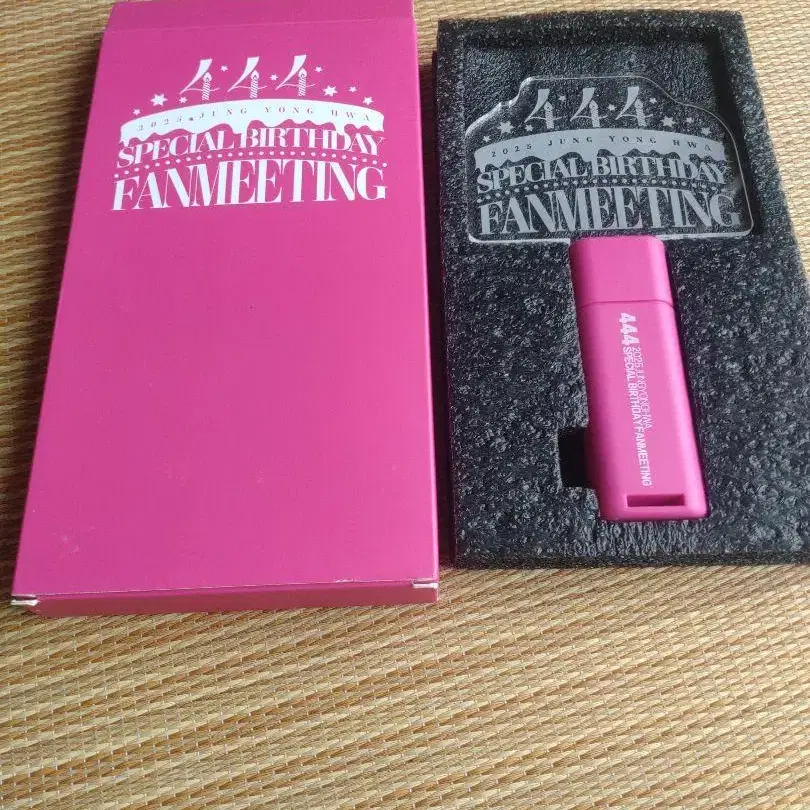 444
2025 JUNG YONG HWA
SPECIAL BIRTHDAY
FANMEETING
444
2025 JUNG YONG HWA
SPECIAL BIRTHDAY
FANMEETING
444
2025 JUNG YONG HWA
SPECIAL BIRTHDAY FANMEETING